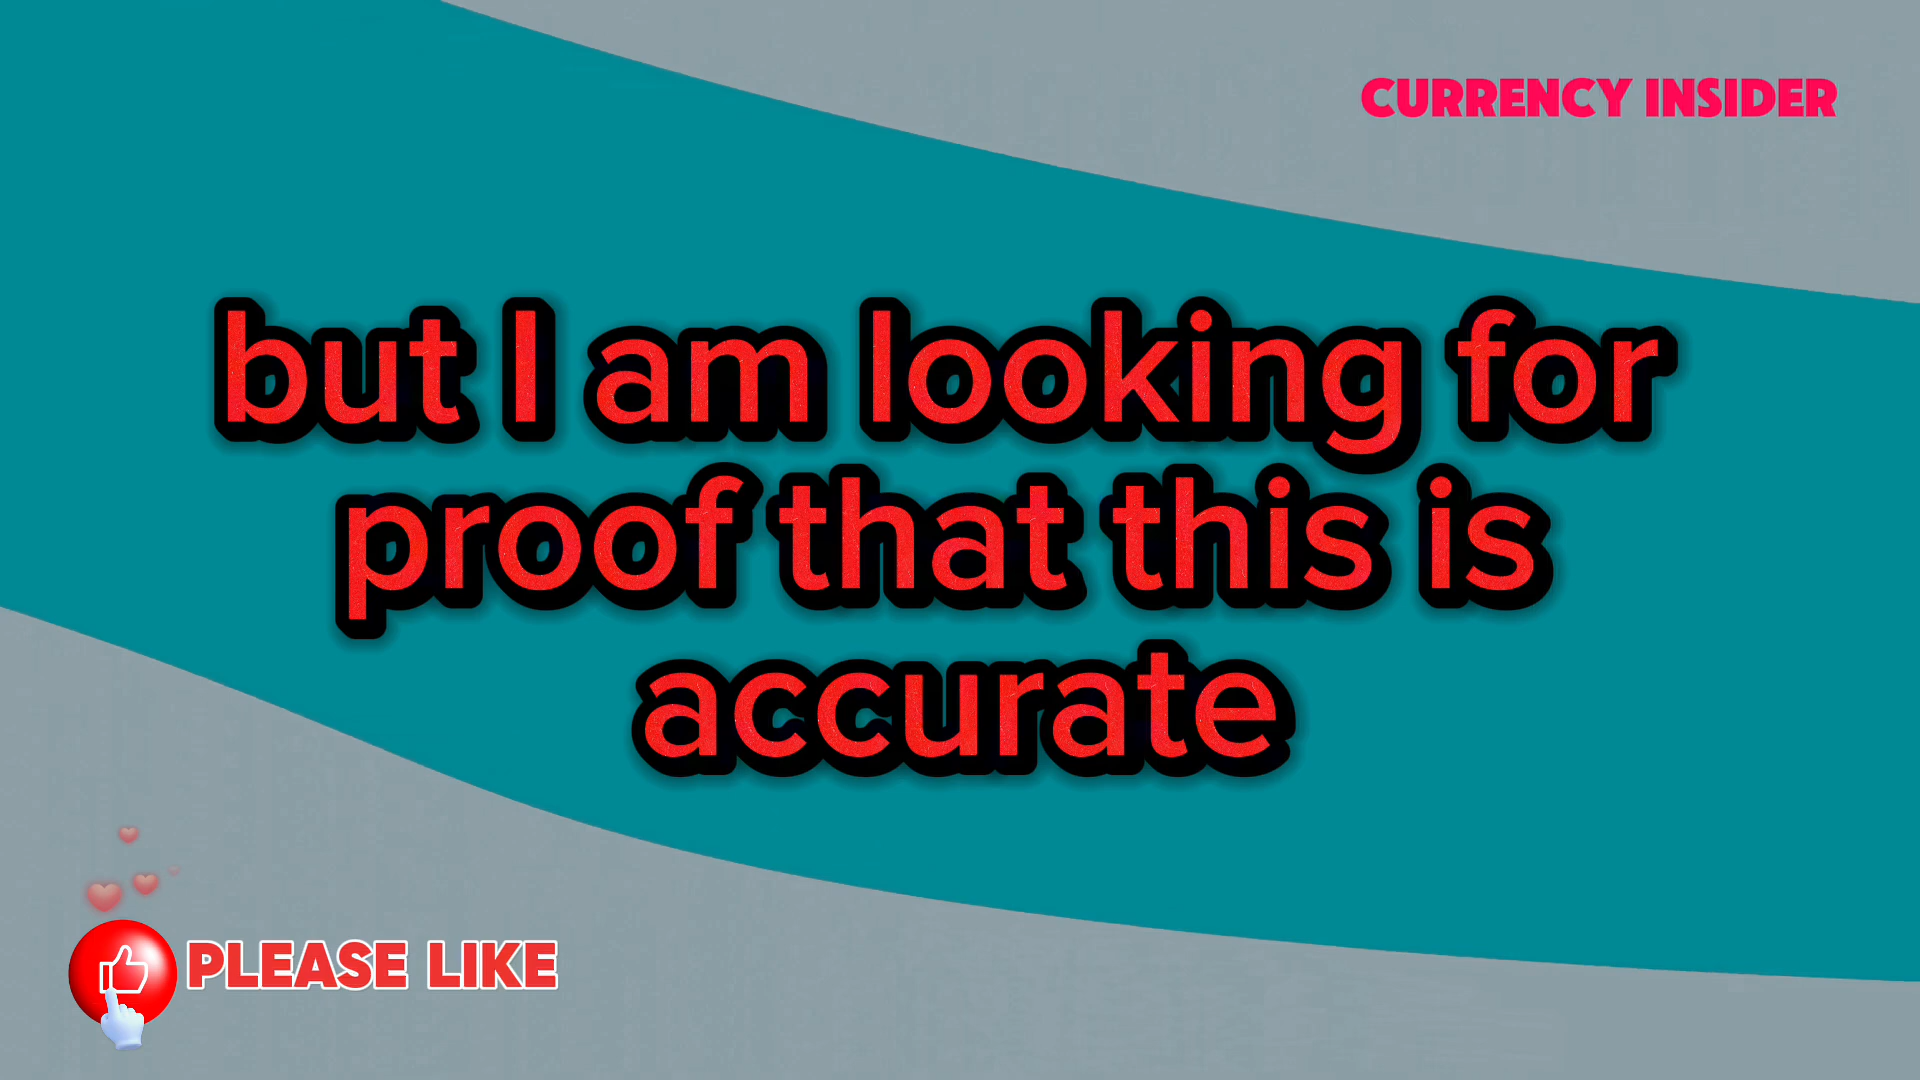 CURRENCY INSIDER
but I am looking for
proof that this is
accurate
PLEASE LIKE